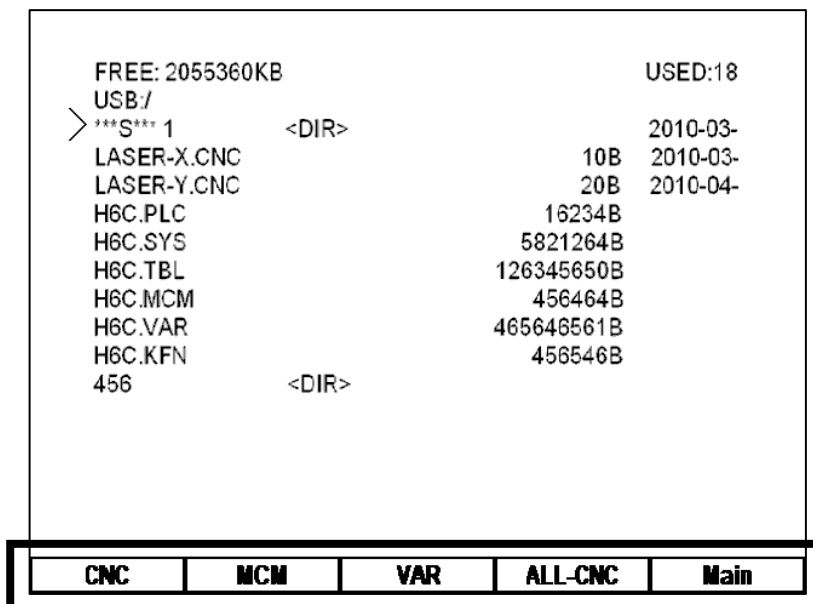 FREE: 2055360KB USED:18
USB:/
***S*** 1 <DIR> 2010-03-
LASER-X.CNC 10B 2010-03-
LASER-Y.CNC 20B 2010-04-
H6C.PLC 16234B
H6C.SYS 5821264B
H6C.TBL 126345650B
H6C.MCM 456464B
H6C.VAR 465646561B
H6C.KFN 456546B
456 <DIR>
CNC MCM VAR ALL-CNC Main